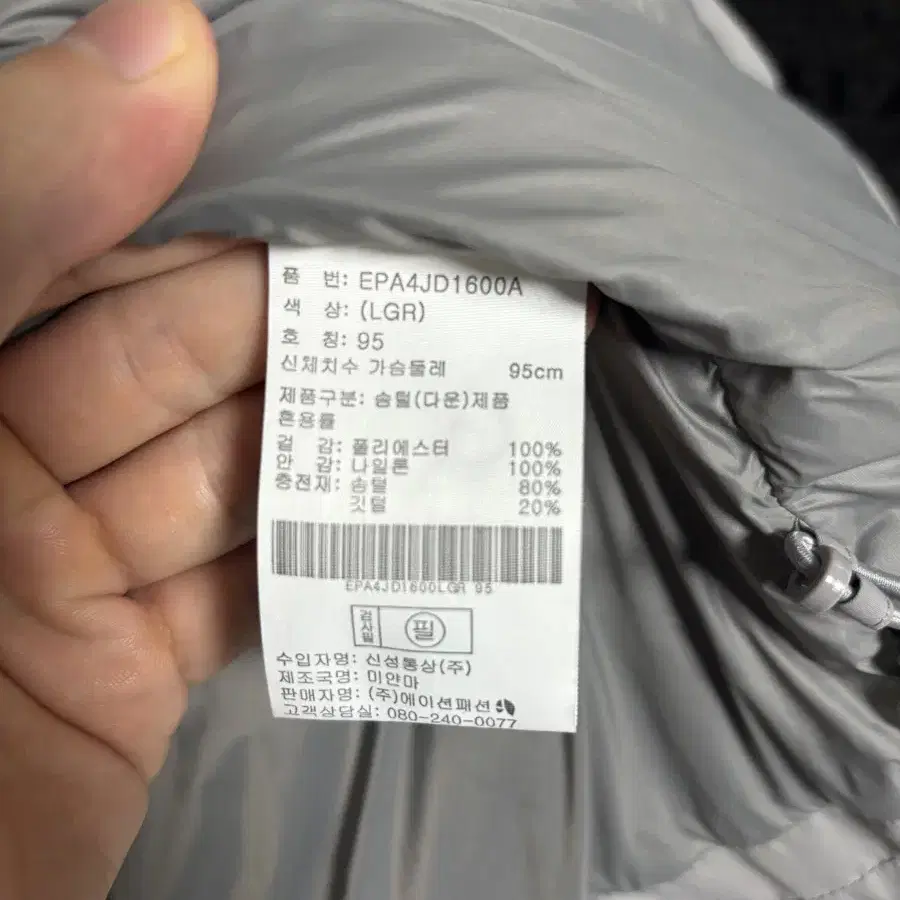 품 번: EPA4JD1600A
색 상: (LGR)
호 칭: 95
신체치수 가슴둘레 95cm
제품구분: 솜털(다운)제품
혼용률
겉 감: 폴리에스터 100%
안 감: 나일론 100%
충전재: 솜털 80%
깃털 20%
EPA4JD1600LGR 95
검사필 필
수입자명: 신성통상(주)
제조국명: 미얀마
판매자명: (주)에이션패션
고객상담실: 080-240-0077